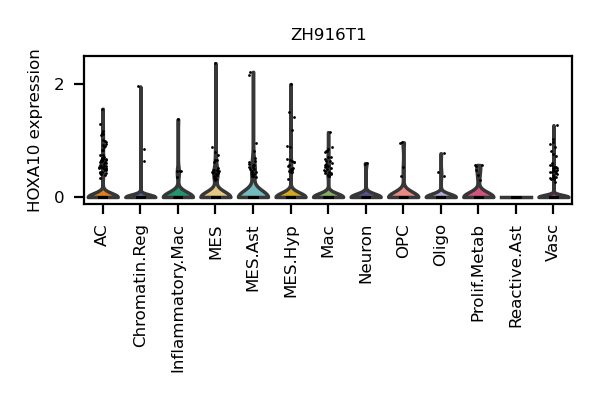 ZH916T1
HOXA10 expression
2
0
AC
Chromatin.Reg
Inflammatory.Mac
MES
MES.Ast
MES.Hyp
Mac
Neuron
OPC
Oligo
Prolif.Metab
Reactive.Ast
Vasc